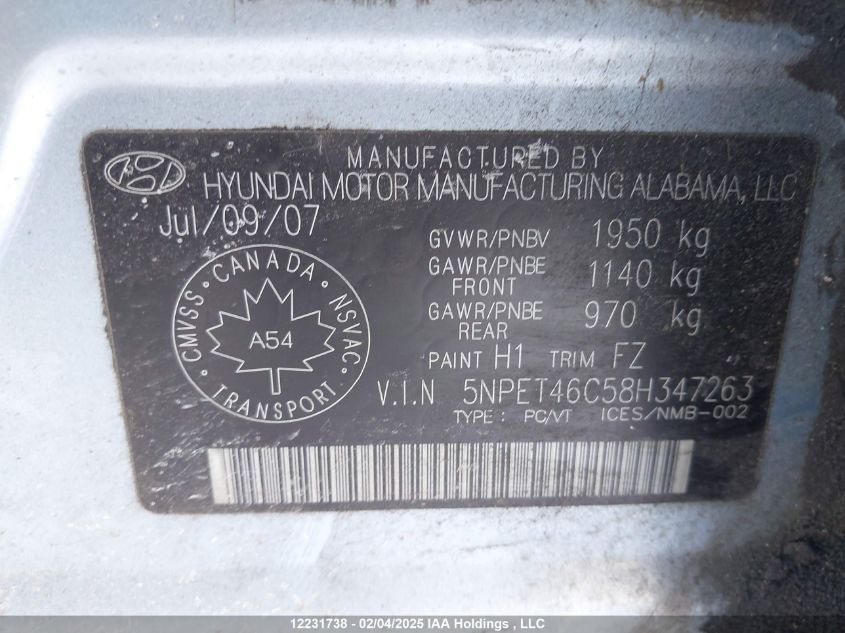 MANUFACTURED BY
HYUNDAI MOTOR MANUFACTURING ALABAMA, LLC
Jul/09/07
GVWR/PNBV 1950 kg
GAWR/PNBE FRONT 1140 kg
GAWR/PNBE REAR 970 kg
PAINT H1 TRIM FZ
V.I.N 5NPET46C58H347263
TYPE : PC/VT ICES/NMB-002
CANADA
CMVSS NSVAC
A54
TRANSPORT
12231738 - 02/04/2025 IAA Holdings , LLC